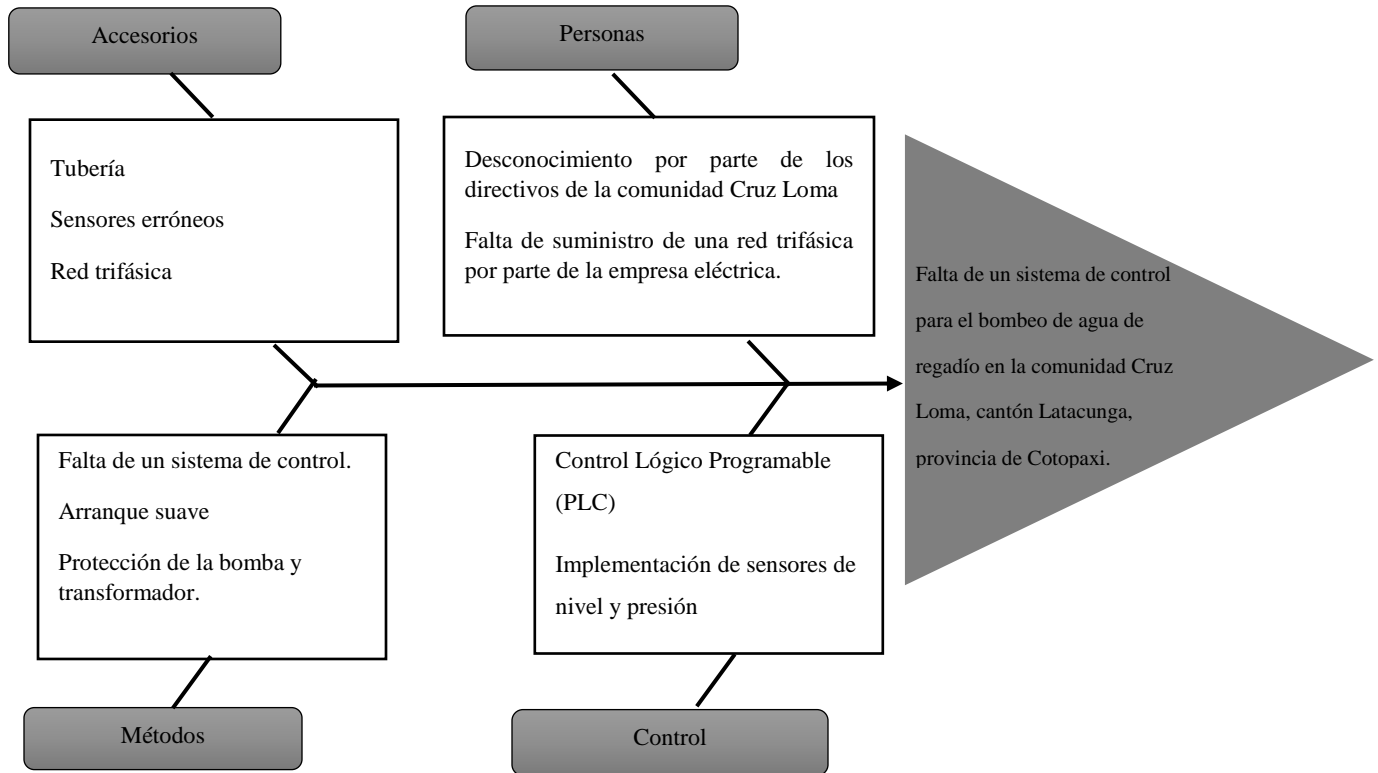 Accesorios
Personas
Tubería
Sensores erróneos
Red trifásica
Desconocimiento por parte de los
directivos de la comunidad Cruz Loma
Falta de suministro de una red trifásica
por parte de la empresa eléctrica.
Falta de un sistema de control
para el bombeo de agua de
regadío en la comunidad Cruz
Loma, cantón Latacunga,
provincia de Cotopaxi.
Falta de un sistema de control.
Arranque suave
Protección de la bomba y
transformador.
Control Lógico Programable
(PLC)
Implementación de sensores de
nivel y presión
Métodos
Control